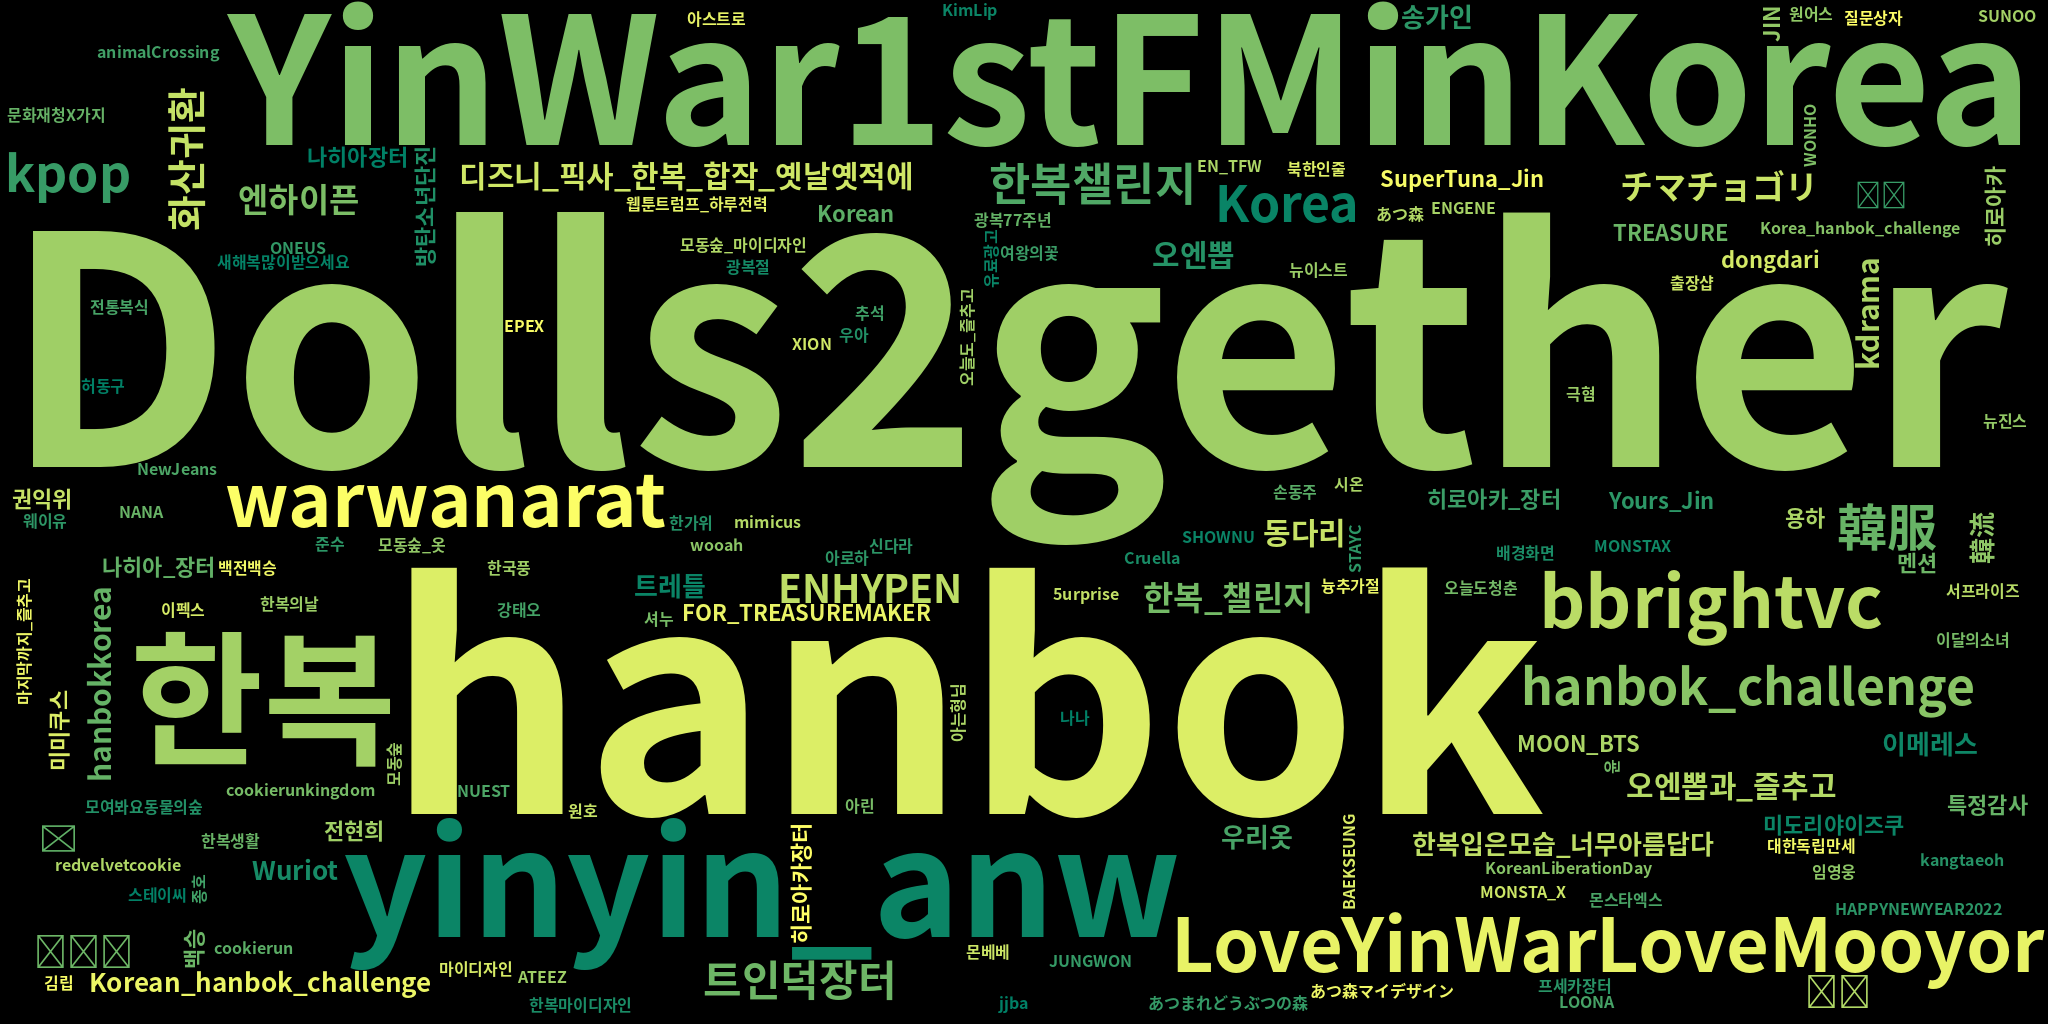 YinWar1stFMinKorea
아스트로
KimLip
송가인
JIN
원어스
질문상자
SUNOO
animalCrossing
문화재청X가지
화산귀환
WONHO
kpop
나히아장터
방탄소년단진
엔하이픈
디즈니_픽사_한복_합작_옛날옛적에
한복챌린지
EN_TFW
북한인줄
SuperTuna_Jin
チマチョゴリ
히로아카
웹툰트럼프_하루전력
Korean
광복77주년
Korea
あつ森
ENGENE
TREASURE
Korea_hanbok_challenge
ONEUS
새해복많이받으세요
모동숲_마이디자인
광복절
유료광고
여왕의꽃
오엔뽑
뉴이스트
dongdari
출장샵
kdrama
Dolls2gether
전통복식
EPEX
추석
우아
XION
오늘도_즐추고
허동구
극혐
뉴진스
NewJeans
warwanarat
권익위
웨이유
NANA
한가위
mimicus
손동주
시온
히로아카_장터
Yours_Jin
용하
韓服
韓流
준수
모동숲_옷
wooah
아로하
신다라
Cruella
SHOWNU
동다리
STAYC
배경화면
MONSTAX
멘션
나히아_장터
백전백승
한국풍
트레틀
ENHYPEN
5urprise
한복_챌린지
늉추가절
오늘도청춘
bbrightvc
서프라이즈
마지막까지_즐추고
hanbokkorea
이펙스
한복의날
강태오
셔누
FOR_TREASUREMAKER
이달의소녀
한복
hanbok
hanbok_challenge
미미쿠스
모동숲
아는형님
나나
MOON_BTS
이메레스
야
오엔뽑과_즐추고
특정감사
cookierunkingdom
NUEST
원호
아린
모여봐요동물의숲
한복생활
전현희
yinyin_anw
히로아카장터
우리옷
BAEKSEUNG
한복입은모습_너무아름답다
미도리야이즈쿠
대한독립만세
redvelvetcookie
Wuriot
KoreanLiberationDay
임영웅
kangtaeoh
스테이씨
종호
MONSTA_X
몬스타엑스
HAPPYNEWYEAR2022
백승
cookierun
몬베베
JUNGWON
LoveYinWarLoveMooyor
김립
Korean_hanbok_challenge
마이디자인
ATEEZ
트인덕장터
한복마이디자인
jjba
あつまれどうぶつの森
あつ森マイデザイン
프세카장터
LOONA